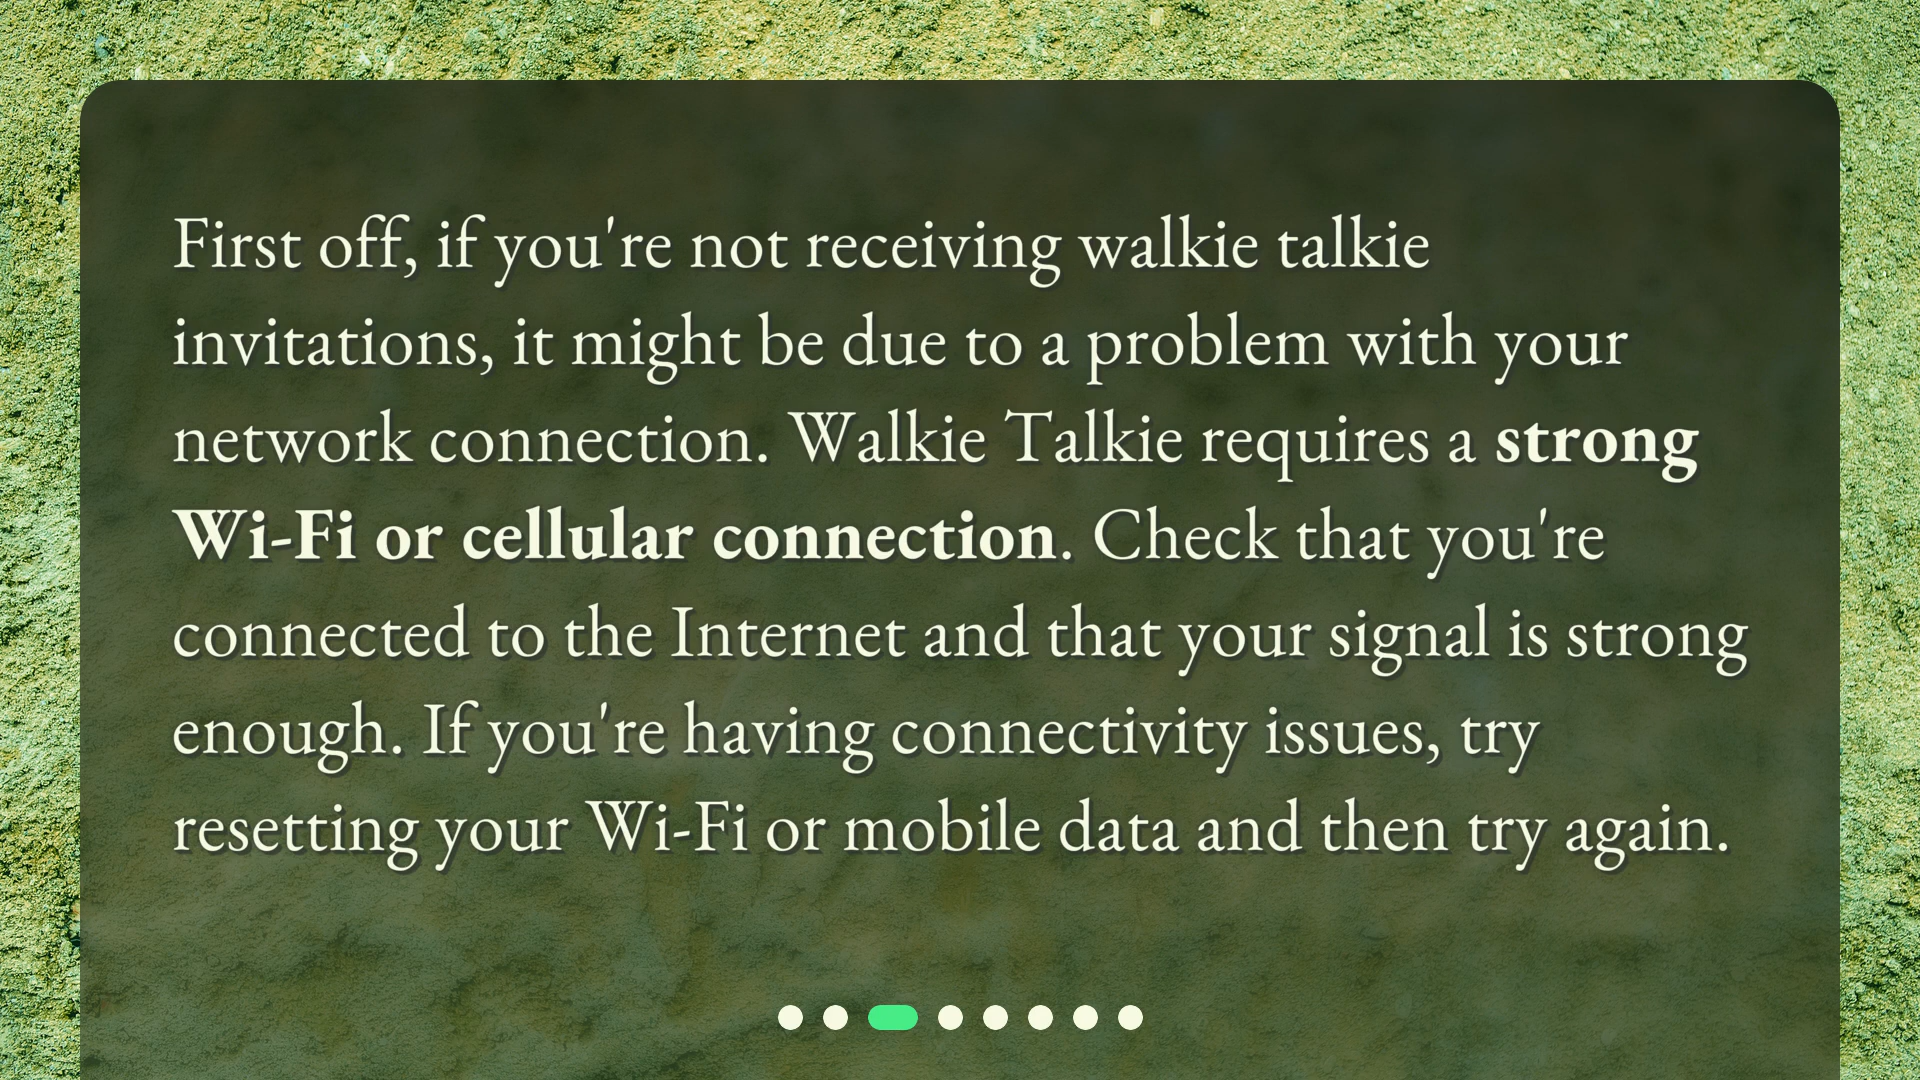 First off, if you're not receiving walkie talkie
invitations, it might be due to a problem with your
network connection. Walkie Talkie requires a strong
Wi-Fi or cellular connection. Check that you're
connected to the Internet and that your signal is strong
enough. If you're having connectivity issues, try
resetting your Wi-Fi or mobile data and then try again.